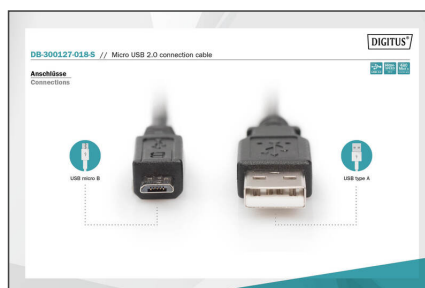 DIGITUS®
DB-300127-018-S // Micro USB 2.0 connection cable
Anschlüsse
Connections
USB micro B
USB type A